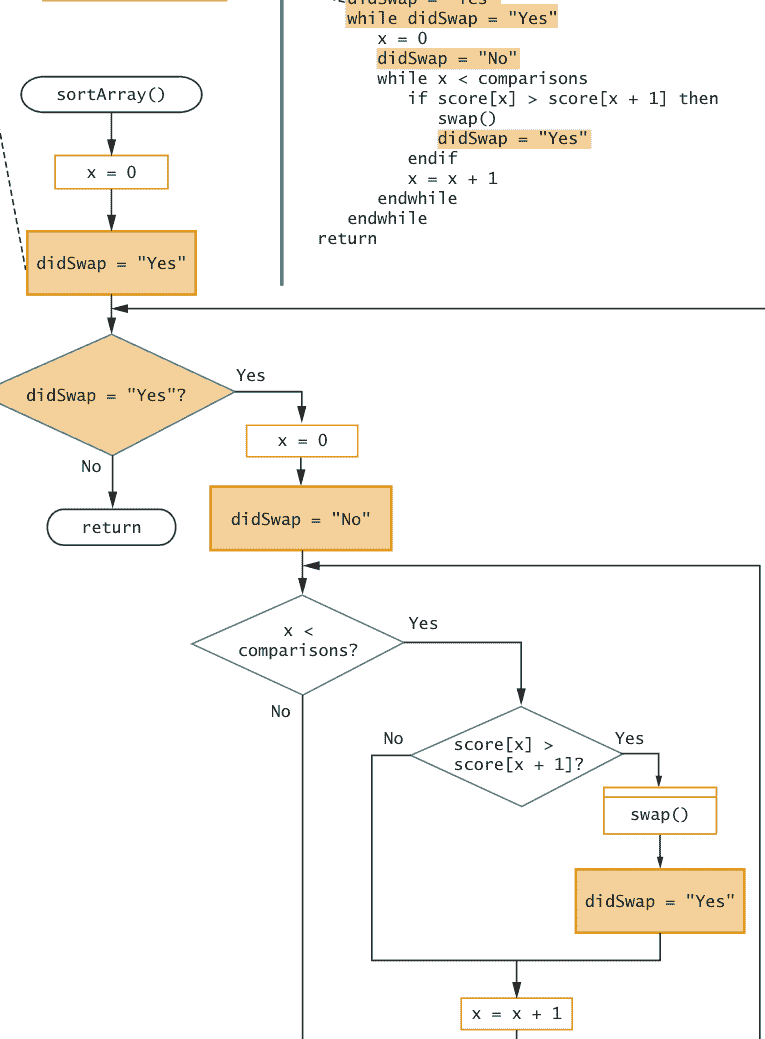 didSwap = "Yes"
while didSwap = "Yes"
x = 0
didSwap = "No"
while x < comparisons
if score[x] > score[x + 1] then
swap()
didSwap = "Yes"
endif
x = x + 1
endwhile
endwhile
return
sortArray()
x = 0
didSwap = "Yes"
didSwap = "Yes"?
Yes
No
return
x = 0
didSwap = "No"
x <
comparisons?
Yes
No
score[x] >
score[x + 1]?
No
Yes
swap()
didSwap = "Yes"
x = x + 1